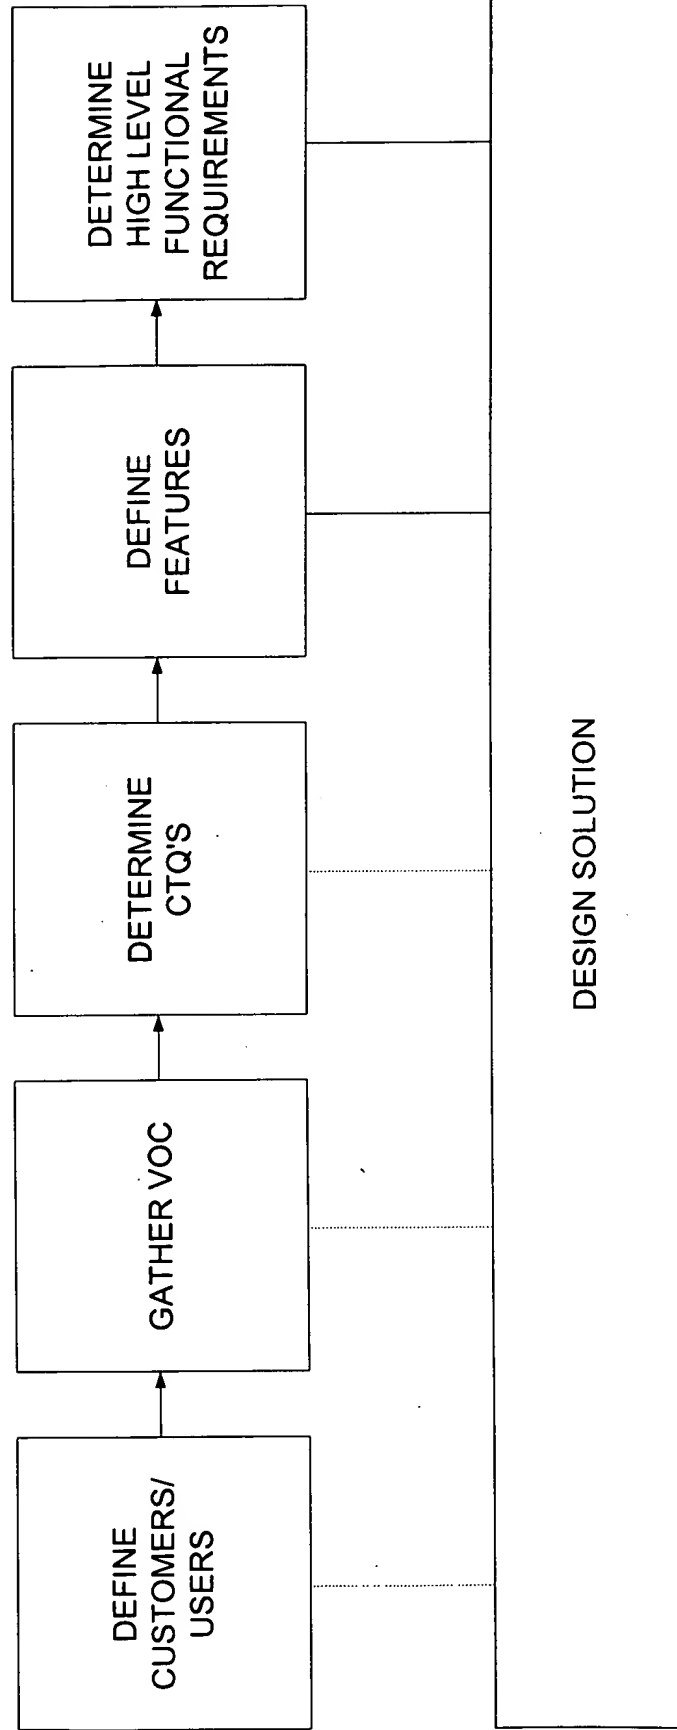 DEFINE
CUSTOMERS/
USERS
GATHER VOC
DETERMINE
CTQ'S
DEFINE
FEATURES
DETERMINE
HIGH LEVEL
FUNCTIONAL
REQUIREMENTS
DESIGN SOLUTION